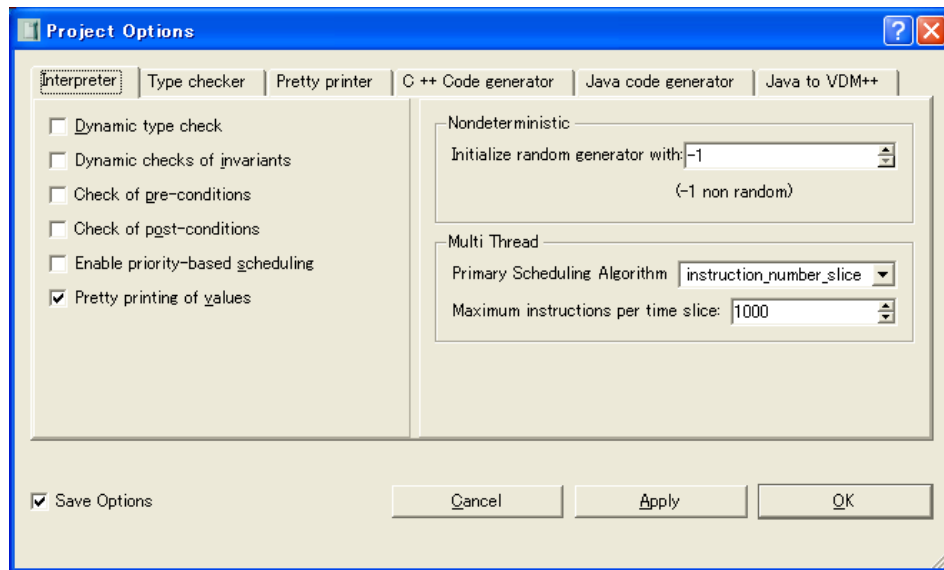 Project Options
Interpreter Type checker Pretty printer C ++ Code generator Java code generator Java to VDM++
Dynamic type check
Dynamic checks of invariants
Check of pre-conditions
Check of post-conditions
Enable priority-based scheduling
Pretty printing of values
Nondeterministic
Initialize random generator with: -1
(-1 non random)
Multi Thread
Primary Scheduling Algorithm instruction_number_slice
Maximum instructions per time slice: 1000
Save Options Cancel Apply OK